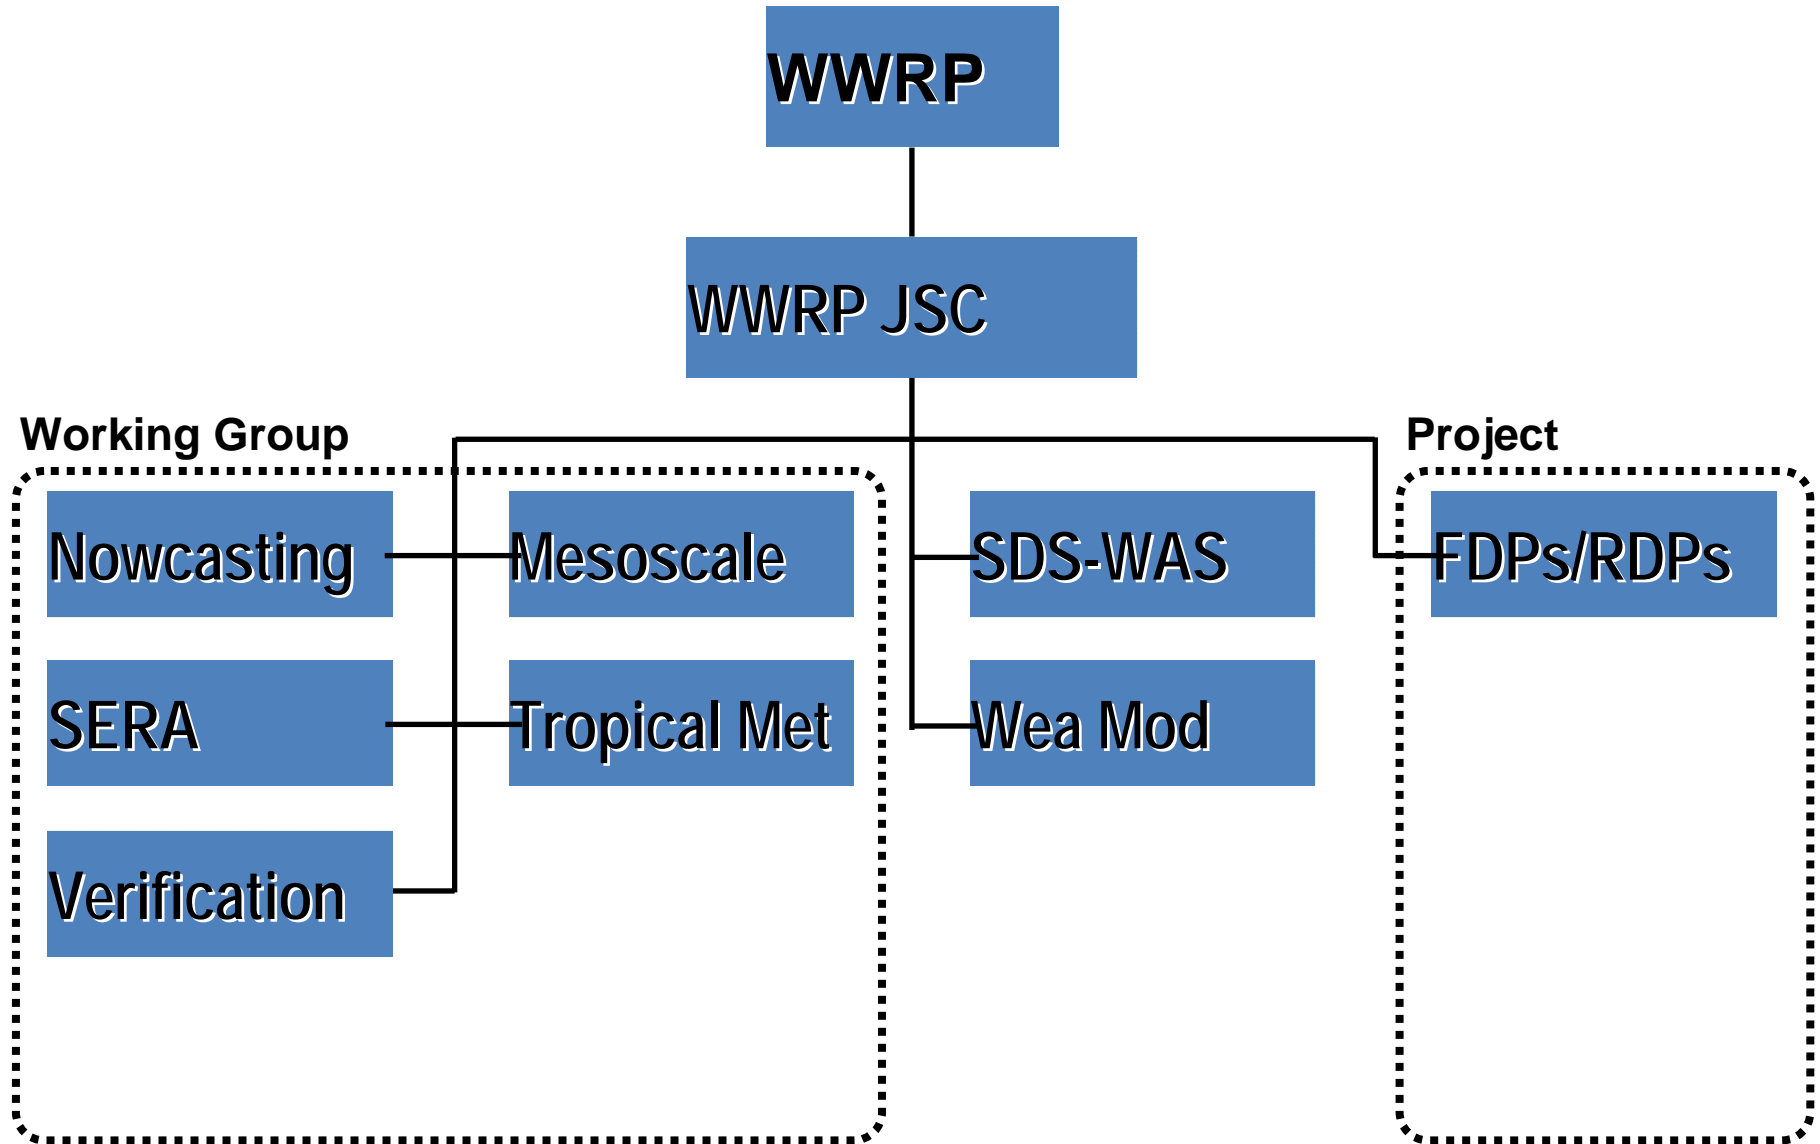 WWRP
WWRP JSC
Working Group
Project
Nowcasting
Mesoscale
SDS-WAS
FDPs/RDPs
SERA
Tropical Met
Wea Mod
Verification